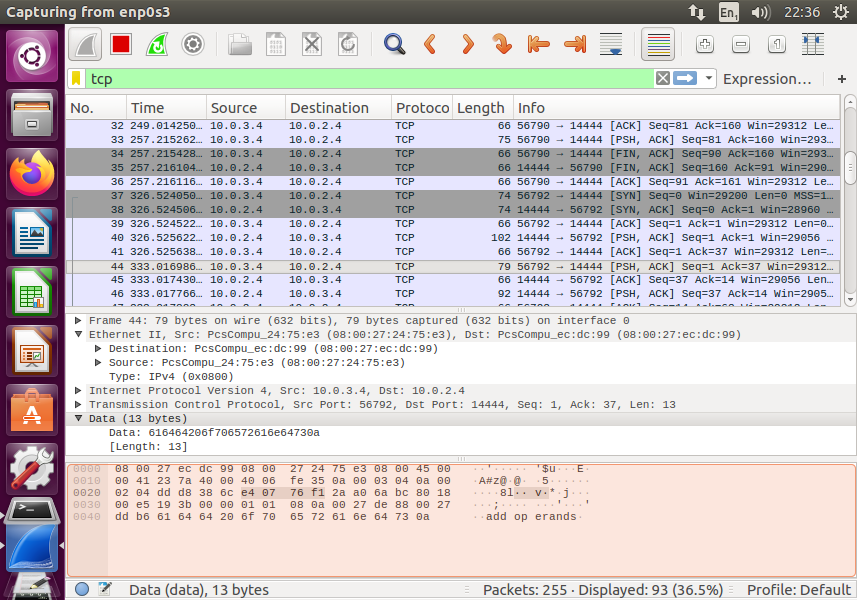 Capturing from enp0s3
En1
22:36
tcp
Expression…
+
No. Time Source Destination Protoco Length Info
32 249.014250… 10.0.3.4 10.0.2.4 TCP 66 56790 → 14444 [ACK] Seq=81 Ack=160 Win=29312 Le…
33 257.215262… 10.0.3.4 10.0.2.4 TCP 75 56790 → 14444 [PSH, ACK] Seq=81 Ack=160 Win=293…
34 257.215428… 10.0.3.4 10.0.2.4 TCP 66 56790 → 14444 [FIN, ACK] Seq=90 Ack=160 Win=293…
35 257.216104… 10.0.2.4 10.0.3.4 TCP 66 14444 → 56790 [FIN, ACK] Seq=160 Ack=91 Win=290…
36 257.216116… 10.0.3.4 10.0.2.4 TCP 66 56790 → 14444 [ACK] Seq=91 Ack=161 Win=29312 Le…
37 326.524050… 10.0.3.4 10.0.2.4 TCP 74 56792 → 14444 [SYN] Seq=0 Win=29200 Len=0 MSS=1…
38 326.524506… 10.0.2.4 10.0.3.4 TCP 74 14444 → 56792 [SYN, ACK] Seq=0 Ack=1 Win=28960 …
39 326.524522… 10.0.3.4 10.0.2.4 TCP 66 56792 → 14444 [ACK] Seq=1 Ack=1 Win=29312 Len=0…
40 326.525622… 10.0.2.4 10.0.3.4 TCP 102 14444 → 56792 [PSH, ACK] Seq=1 Ack=1 Win=29056 …
41 326.525638… 10.0.3.4 10.0.2.4 TCP 66 56792 → 14444 [ACK] Seq=1 Ack=37 Win=29312 Len=…
44 333.016986… 10.0.3.4 10.0.2.4 TCP 79 56792 → 14444 [PSH, ACK] Seq=1 Ack=37 Win=29312…
45 333.017430… 10.0.2.4 10.0.3.4 TCP 66 14444 → 56792 [ACK] Seq=37 Ack=14 Win=29056 Len…
46 333.017766… 10.0.2.4 10.0.3.4 TCP 92 14444 → 56792 [PSH, ACK] Seq=37 Ack=14 Win=2905…
Frame 44: 79 bytes on wire (632 bits), 79 bytes captured (632 bits) on interface 0
Ethernet II, Src: PcsCompu_24:75:e3 (08:00:27:24:75:e3), Dst: PcsCompu_ec:dc:99 (08:00:27:ec:dc:99)
Destination: PcsCompu_ec:dc:99 (08:00:27:ec:dc:99)
Source: PcsCompu_24:75:e3 (08:00:27:24:75:e3)
Type: IPv4 (0x0800)
Internet Protocol Version 4, Src: 10.0.3.4, Dst: 10.0.2.4
Transmission Control Protocol, Src Port: 56792, Dst Port: 14444, Seq: 1, Ack: 37, Len: 13
Data (13 bytes)
Data: 616464206f706572616e64730a
[Length: 13]
0000 08 00 27 ec dc 99 08 00 27 24 75 e3 08 00 45 00 ··'····· '$u···E·
0010 00 41 23 7a 40 00 40 06 fe 35 0a 00 03 04 0a 00 ·A#z@·@· ·5······
0020 02 04 dd d8 38 6c e4 07 76 f1 2a a0 6a bc 80 18 ····8l·· v·*·j···
0030 00 e5 19 3b 00 00 01 01 08 0a 00 27 de 88 00 27 ···;···· ···'···'
0040 dd b6 61 64 64 20 6f 70 65 72 61 6e 64 73 0a ··add op erands·
Data (data), 13 bytes
Packets: 255 · Displayed: 93 (36.5%)
Profile: Default